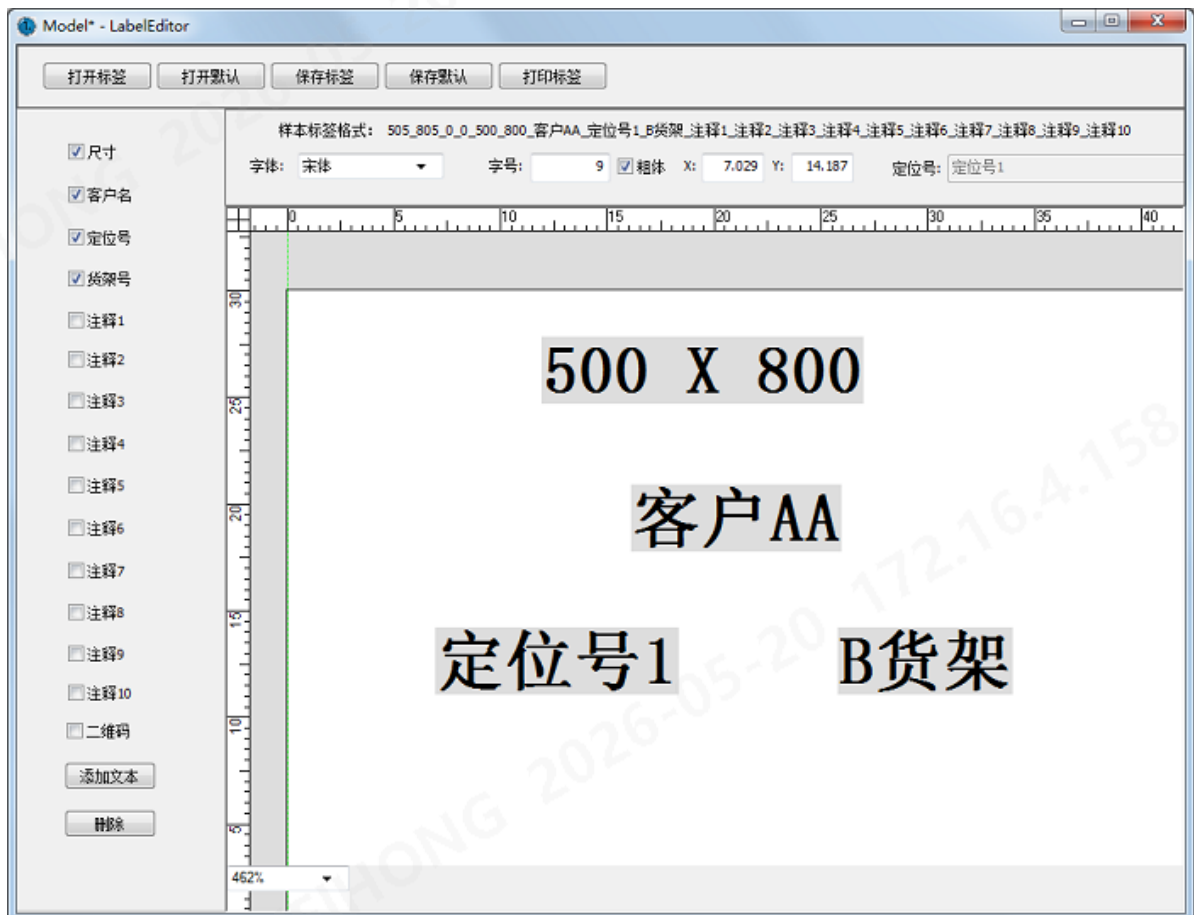 Model* - LabelEditor
打开标签 打开默认 保存标签 保存默认 打印标签
样本标签格式： 505_805_0_0_500_800_客户AA_定位号1_B货架_注释1_注释2_注释3_注释4_注释5_注释6_注释7_注释8_注释9_注释10
字体: 宋体 字号: 9 粗体 X: 7.029 Y: 14.187 定位号: 定位号1
尺寸
客户名
定位号
货架号
注释1
注释2
注释3
注释4
注释5
注释6
注释7
注释8
注释9
注释10
二维码
添加文本
删除
0 5 10 15 20 25 30 35 40
30
25
20
15
10
5
500 X 800
客户AA
定位号1 B货架
462%
SIHONG 2026-05-20 172.16.4.158